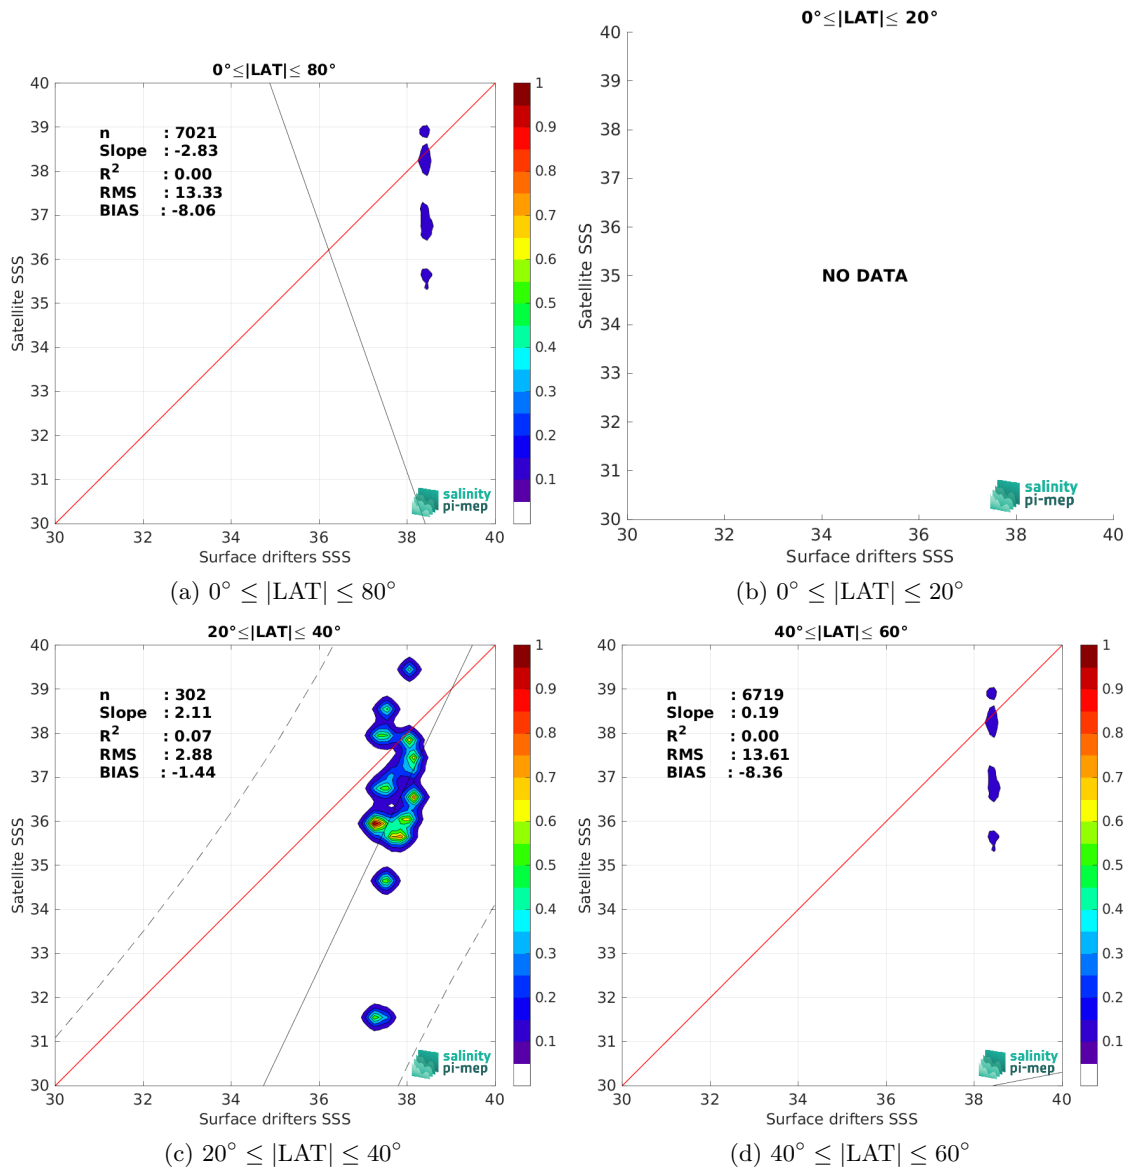 0°≤|LAT|≤ 80°
40
39
38
37
36
35
34
33
32
31
30
Satellite SSS
n : 7021
Slope : -2.83
R² : 0.00
RMS : 13.33
BIAS : -8.06
1
0.9
0.8
0.7
0.6
0.5
0.4
0.3
0.2
0.1
salinity
pi-mep
30 32 34 36 38 40
Surface drifters SSS
(a) 0° ≤ |LAT| ≤ 80°
0°≤|LAT|≤ 20°
40
39
38
37
36
35
34
33
32
31
30
Satellite SSS
NO DATA
salinity
pi-mep
30 32 34 36 38 40
Surface drifters SSS
(b) 0° ≤ |LAT| ≤ 20°
20°≤|LAT|≤ 40°
40
39
38
37
36
35
34
33
32
31
30
Satellite SSS
n : 302
Slope : 2.11
R² : 0.07
RMS : 2.88
BIAS : -1.44
1
0.9
0.8
0.7
0.6
0.5
0.4
0.3
0.2
0.1
salinity
pi-mep
30 32 34 36 38 40
Surface drifters SSS
(c) 20° ≤ |LAT| ≤ 40°
40°≤|LAT|≤ 60°
40
39
38
37
36
35
34
33
32
31
30
Satellite SSS
n : 6719
Slope : 0.19
R² : 0.00
RMS : 13.61
BIAS : -8.36
1
0.9
0.8
0.7
0.6
0.5
0.4
0.3
0.2
0.1
salinity
pi-mep
30 32 34 36 38 40
Surface drifters SSS
(d) 40° ≤ |LAT| ≤ 60°